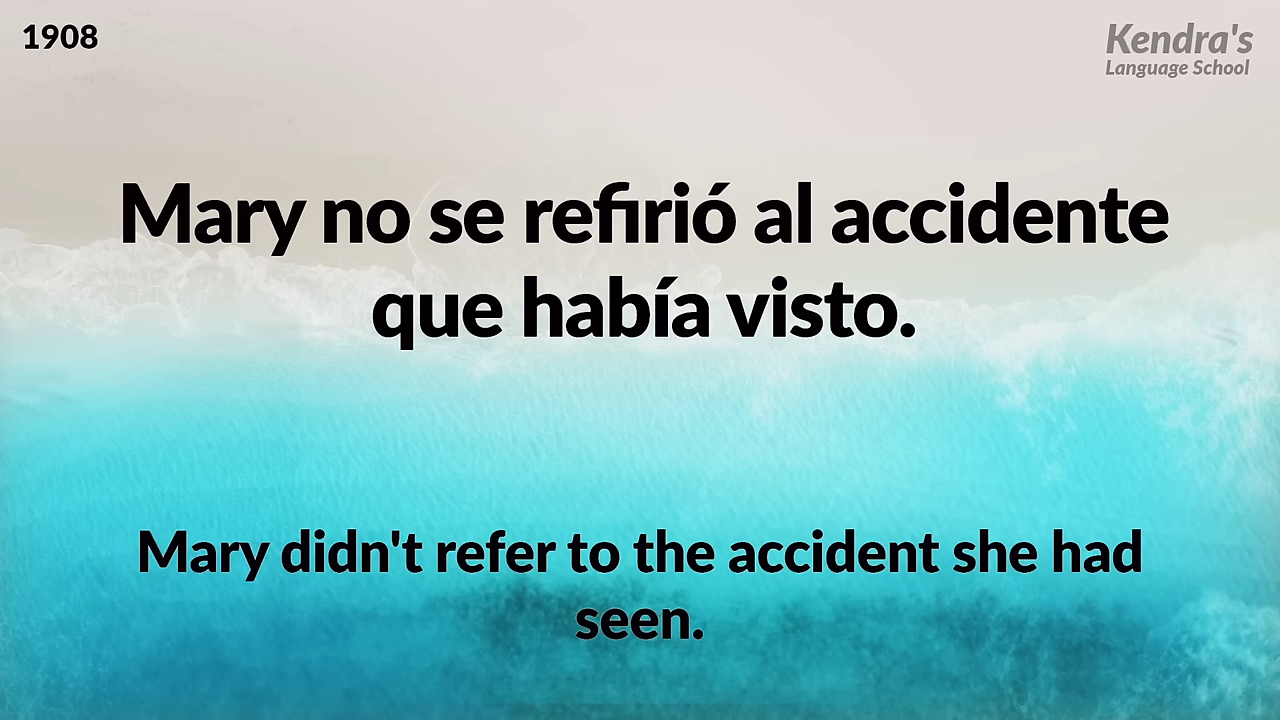 1908
Kendra's
Language School
Mary no se refirió al accidente
que había visto.
Mary didn't refer to the accident she had
seen.